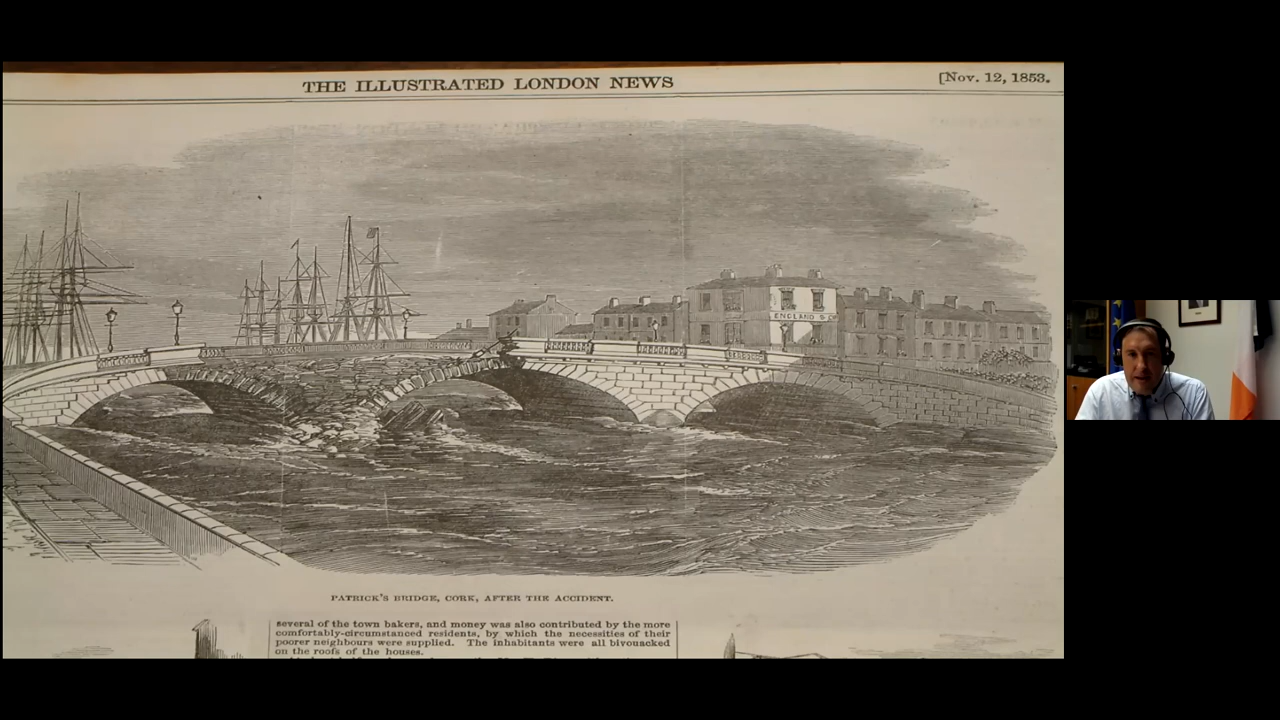 THE ILLUSTRATED LONDON NEWS
[Nov. 12, 1853.
ENGLAND & Co
PATRICK'S BRIDGE, CORK, AFTER THE ACCIDENT.
several of the town bakers, and money was also contributed by the more
comfortably-circumstanced residents, by which the necessities of their
poorer neighbours were supplied. The inhabitants were all bivouacked
on the roofs of the houses.